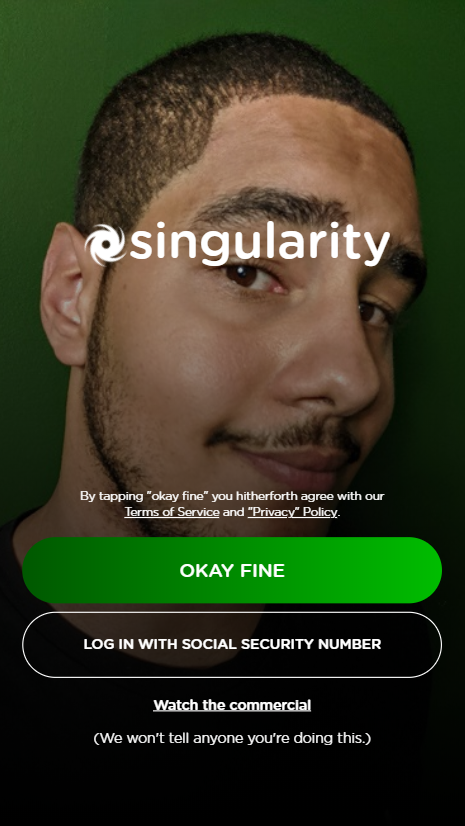 singularity
By tapping "okay fine" you hitherforth agree with our
Terms of Service and "Privacy" Policy.
OKAY FINE
LOG IN WITH SOCIAL SECURITY NUMBER
Watch the commercial
(We won't tell anyone you're doing this.)